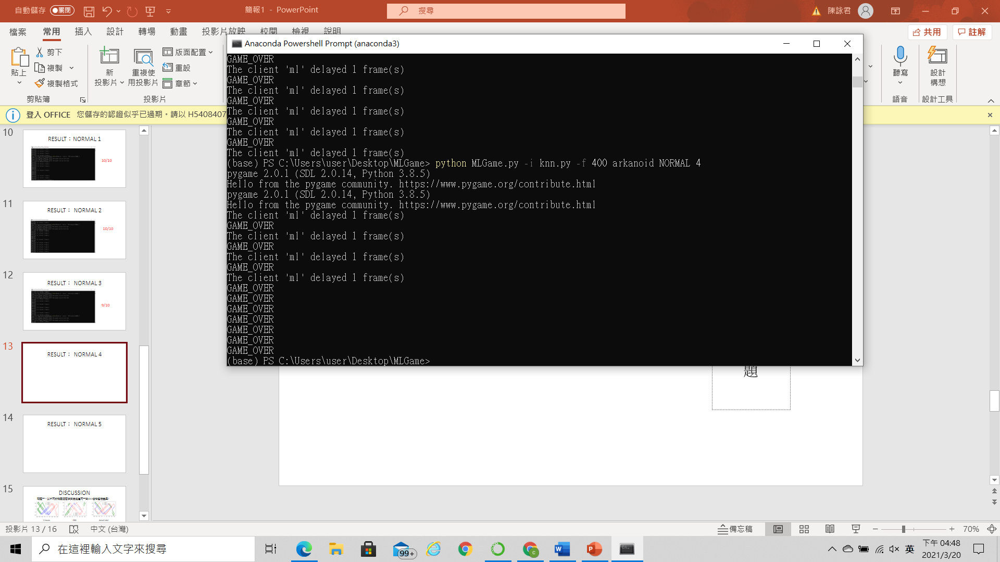 自動儲存 關閉
簡報1 - PowerPoint
搜尋
陳詠君
檔案 常用 插入 設計 轉場 動畫 投影片放映 校閱 檢視 說明
共用 註解
貼上
剪下
複製
複製格式
剪貼簿
新
投影片
重複使
用投影片
版面配置
重設
章節
投影片
聽寫
語音
設計
構想
設計工具
登入 OFFICE 您儲存的認證似乎已過期。請以 H5408407
Anaconda Powershell Prompt (anaconda3)
GAME_OVER
The client 'ml' delayed 1 frame(s)
GAME_OVER
The client 'ml' delayed 1 frame(s)
GAME_OVER
The client 'ml' delayed 1 frame(s)
GAME_OVER
The client 'ml' delayed 1 frame(s)
GAME_OVER
The client 'ml' delayed 1 frame(s)
(base) PS C:\Users\user\Desktop\MLGame> python MLGame.py -i knn.py -f 400 arkanoid NORMAL 4
pygame 2.0.1 (SDL 2.0.14, Python 3.8.5)
Hello from the pygame community. https://www.pygame.org/contribute.html
pygame 2.0.1 (SDL 2.0.14, Python 3.8.5)
Hello from the pygame community. https://www.pygame.org/contribute.html
The client 'ml' delayed 1 frame(s)
GAME_OVER
The client 'ml' delayed 1 frame(s)
GAME_OVER
The client 'ml' delayed 1 frame(s)
GAME_OVER
The client 'ml' delayed 1 frame(s)
GAME_OVER
GAME_OVER
GAME_OVER
GAME_OVER
GAME_OVER
GAME_OVER
GAME_OVER
(base) PS C:\Users\user\Desktop\MLGame>
題
10
RESULT：NORMAL 1
10/10
11
RESULT： NORMAL 2
10/10
12
RESULT： NORMAL 3
9/10
13
RESULT： NORMAL 4
14
RESULT： NORMAL 5
15
DISCUSSION
投影片 13 / 16
中文 (台灣)
備忘稿
70%
在這裡輸入文字來搜尋
99+
英
下午 04:48
2021/3/20